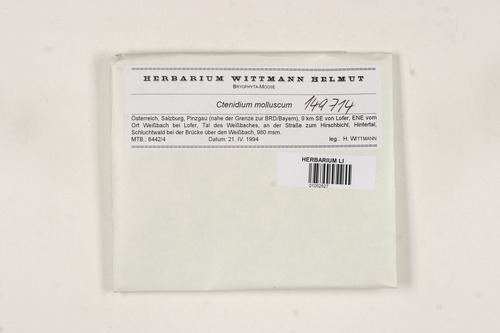 HERBARIUM WITTMANN HELMUT
BRYOPHYTA-MOOSE
Ctenidium molluscum 149714
Österreich, Salzburg, Pinzgau (nahe der Grenze zur BRD/Bayern), 9 km SE von Lofer, ENE vom
Ort Weißbach bei Lofer, Tal des Weißbaches, an der Straße zum Hirschbichl, Hintertal,
Schluchtwald bei der Brücke über den Weißbach, 980 msm.
MTB.: 8442/4 Datum: 21. IV. 1994 leg.: H. WITTMANN
HERBARIUM LI